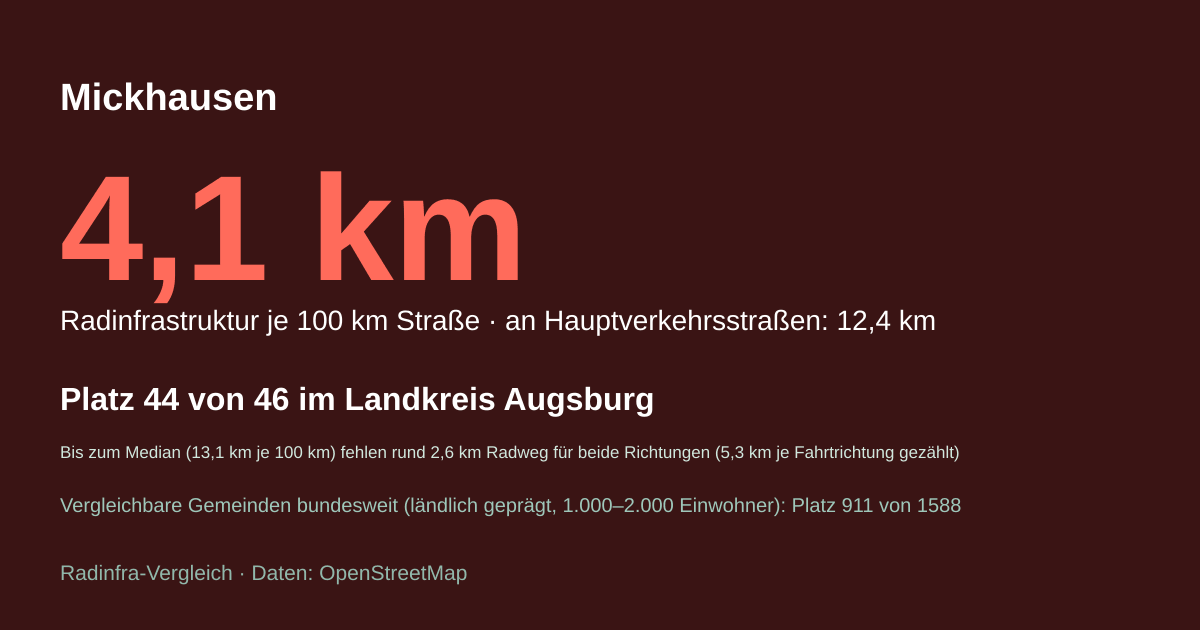 Mickhausen
4,1 km
Radinfrastruktur je 100 km Straße · an Hauptverkehrsstraßen: 12,4 km
Platz 44 von 46 im Landkreis Augsburg
Bis zum Median (13,1 km je 100 km) fehlen rund 2,6 km Radweg für beide Richtungen (5,3 km je Fahrtrichtung gezählt)
Vergleichbare Gemeinden bundesweit (ländlich geprägt, 1.000–2.000 Einwohner): Platz 911 von 1588
Radinfra-Vergleich · Daten: OpenStreetMap